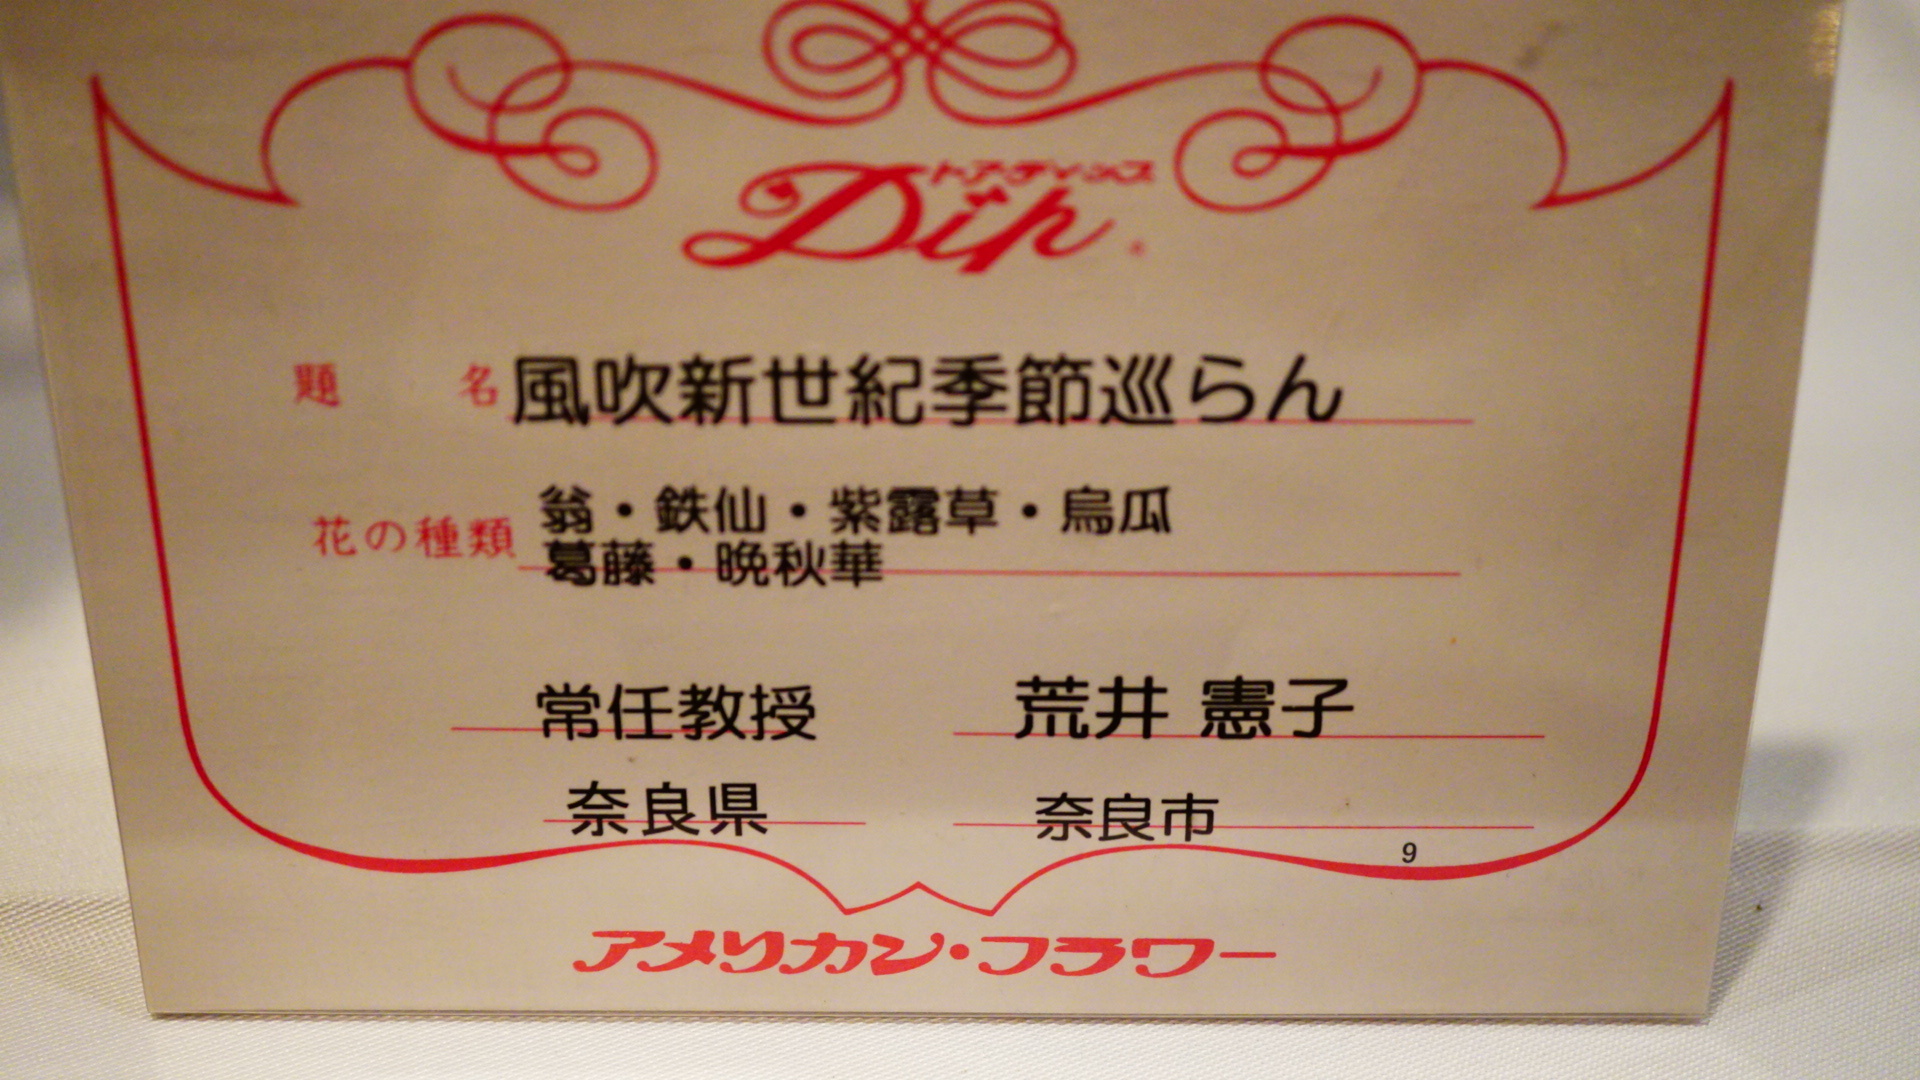 トア・ディップス
Dip
題 名 風吹新世紀季節巡らん
花の種類 翁・鉄仙・紫露草・烏瓜
葛藤・晩秋華
常任教授 荒井 憲子
奈良県 奈良市
9
アメリカン・フラワー